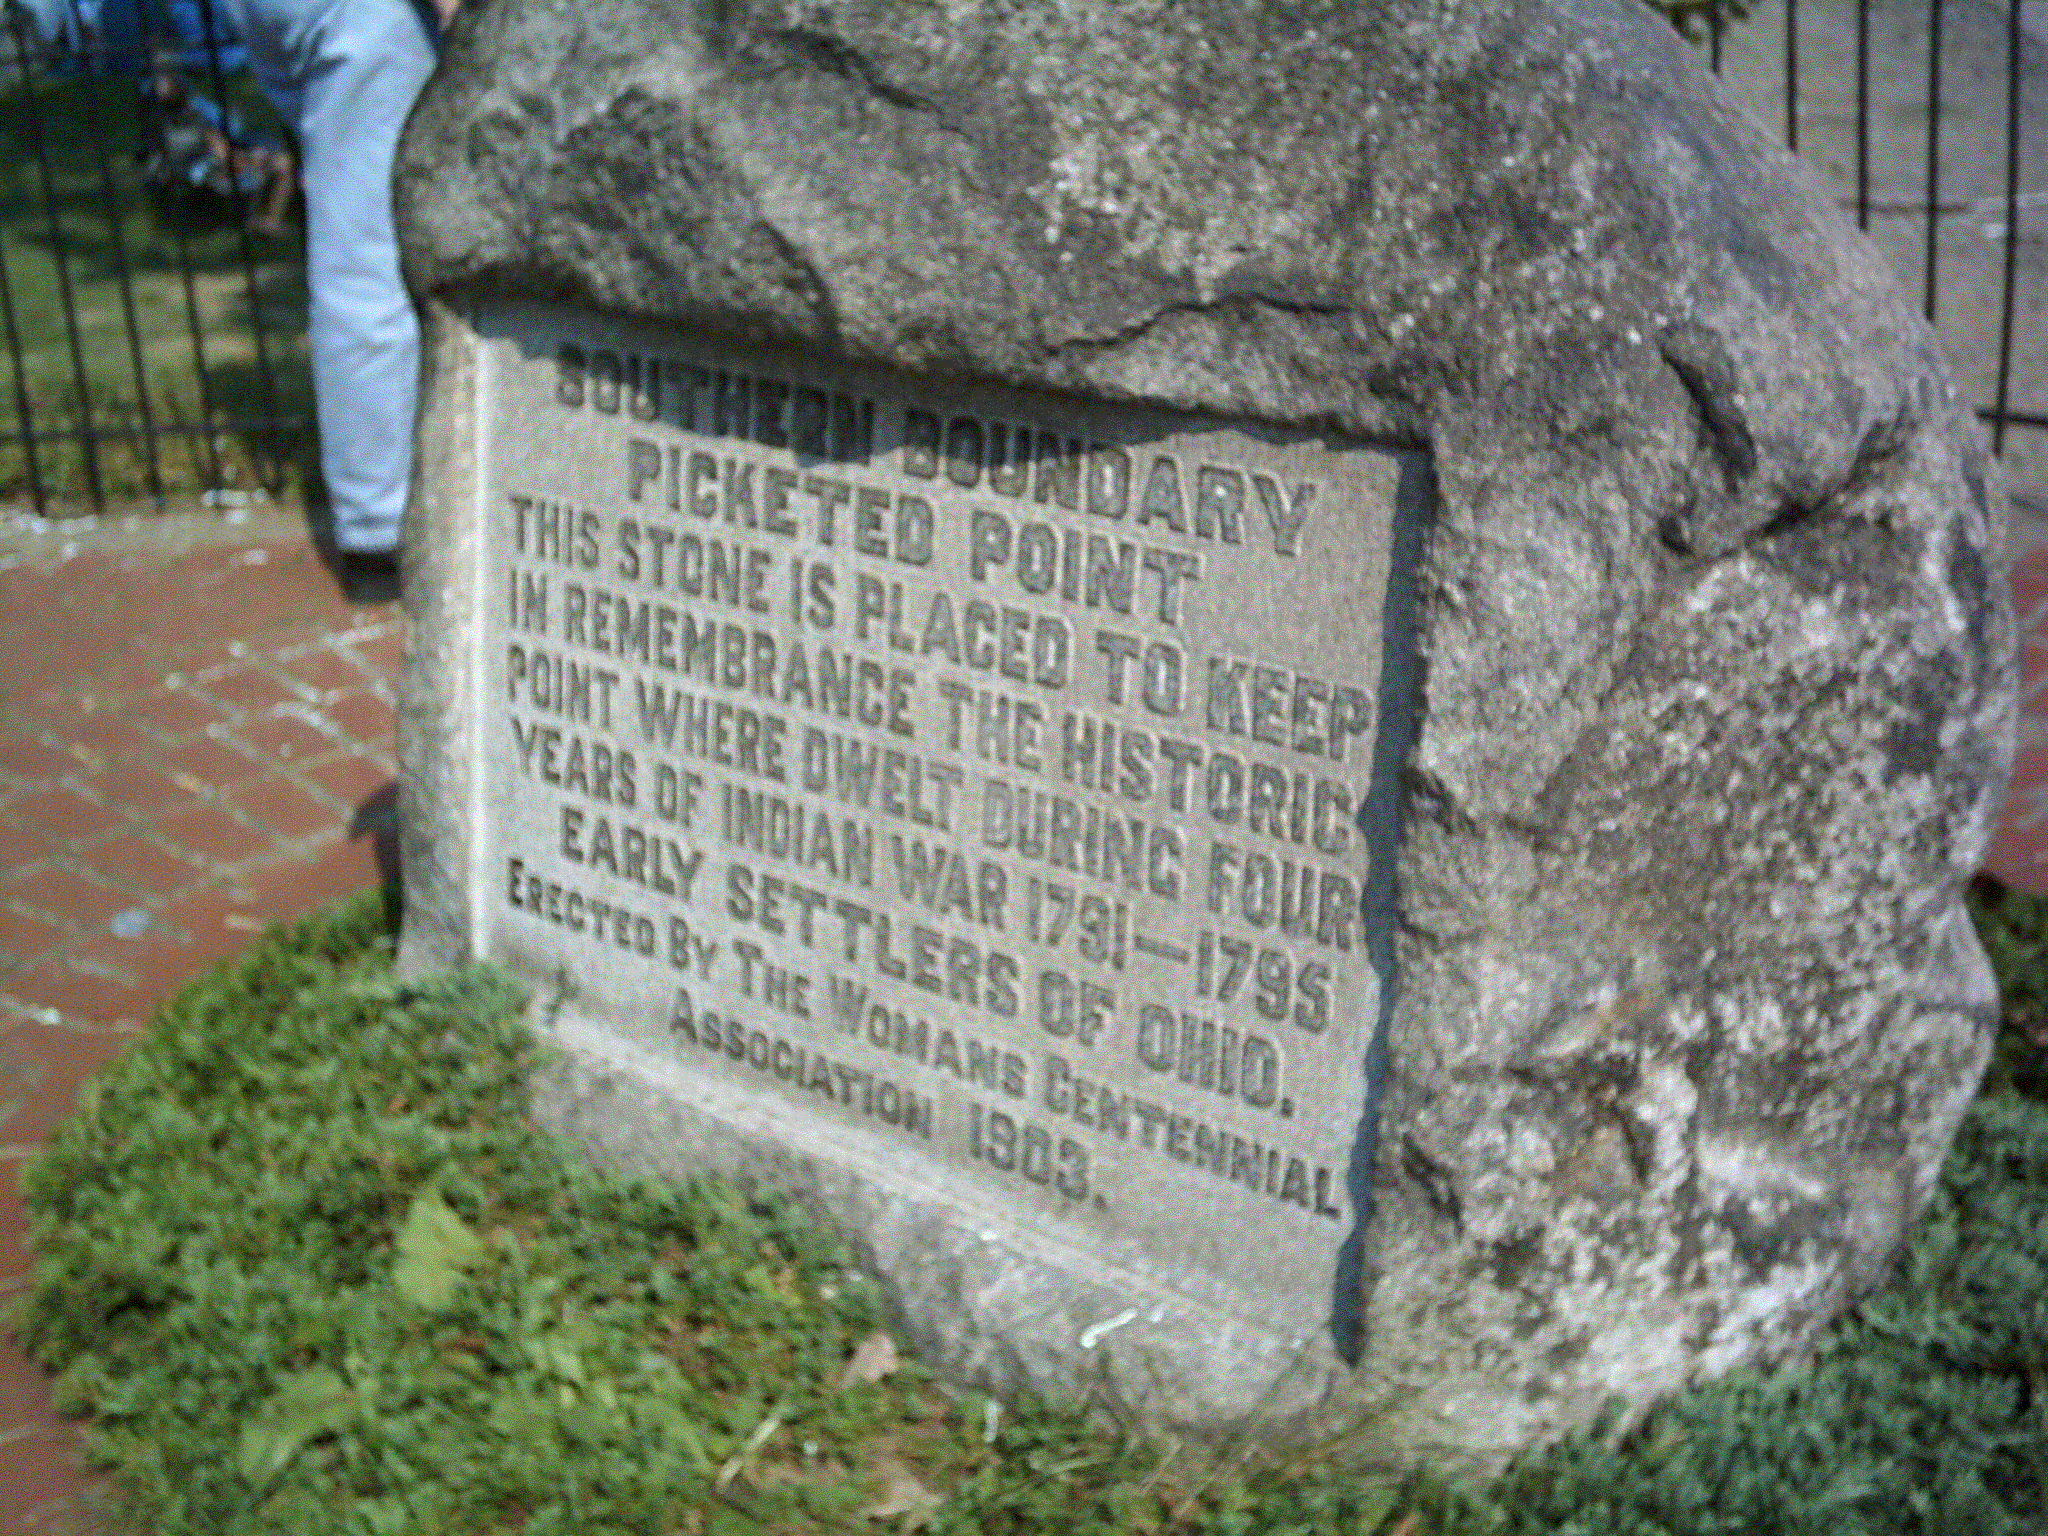 SOUTHERN BOUNDARY
PICKETED POINT
THIS STONE IS PLACED TO KEEP
IN REMEMBRANCE THE HISTORIC
POINT WHERE DWELT DURING FOUR
YEARS OF INDIAN WAR 1791—1795
EARLY SETTLERS OF OHIO.
ERECTED BY THE WOMANS CENTENNIAL
ASSOCIATION 1903.